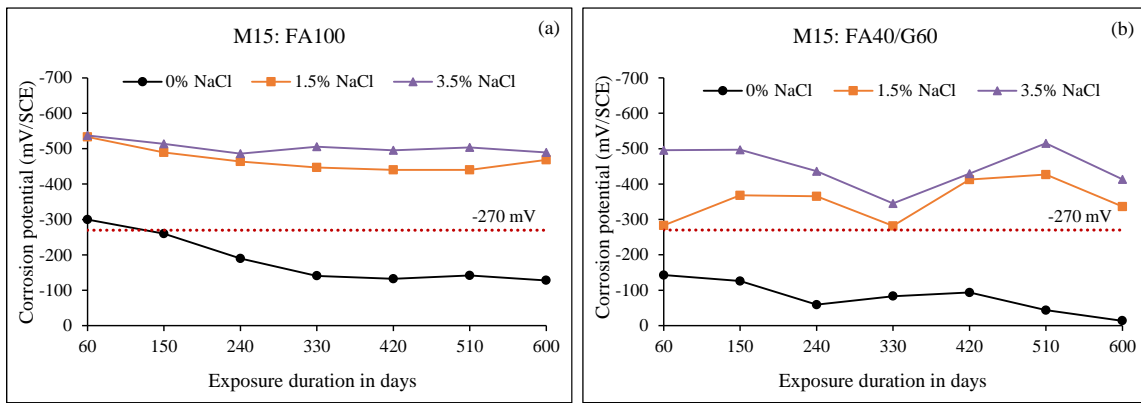 M15: FA100
(a)
0% NaCl
1.5% NaCl
3.5% NaCl
Corrosion potential (mV/SCE)
-700
-600
-500
-400
-300
-200
-100
0
-270 mV
60 150 240 330 420 510 600
Exposure duration in days
M15: FA40/G60
(b)
0% NaCl
1.5% NaCl
3.5% NaCl
Corrosion potential (mV/SCE)
-700
-600
-500
-400
-300
-200
-100
0
-270 mV
60 150 240 330 420 510 600
Exposure duration in days